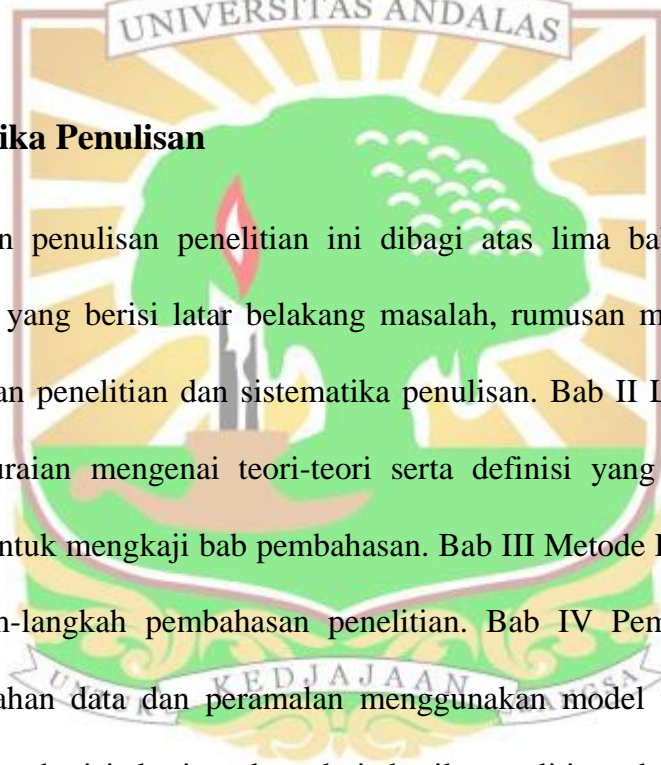 UNIVERSITAS ANDALAS
ika Penulisan
n penulisan penelitian ini dibagi atas lima ba
yang berisi latar belakang masalah, rumusan m
an penelitian dan sistematika penulisan. Bab II L
uraian mengenai teori-teori serta definisi yang
ntuk mengkaji bab pembahasan. Bab III Metode
n-langkah pembahasan penelitian. Bab IV Pem
ahan data dan peramalan menggunakan model
UNTUK KEDJAJAAN BANGSA